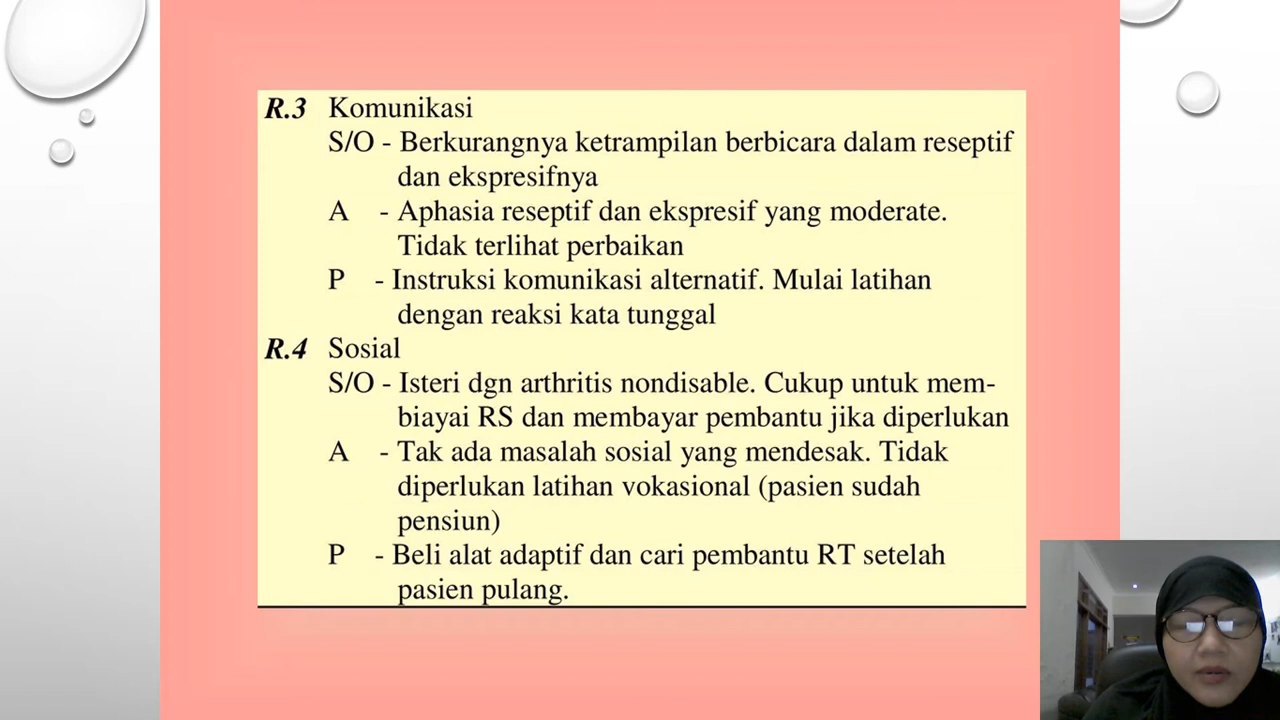 R.3 Komunikasi
S/O - Berkurangnya ketrampilan berbicara dalam reseptif
dan ekspresifnya
A - Aphasia reseptif dan ekspresif yang moderate.
Tidak terlihat perbaikan
P - Instruksi komunikasi alternatif. Mulai latihan
dengan reaksi kata tunggal
R.4 Sosial
S/O - Isteri dgn arthritis nondisable. Cukup untuk mem-
biayai RS dan membayar pembantu jika diperlukan
A - Tak ada masalah sosial yang mendesak. Tidak
diperlukan latihan vokasional (pasien sudah
pensiun)
P - Beli alat adaptif dan cari pembantu RT setelah
pasien pulang.